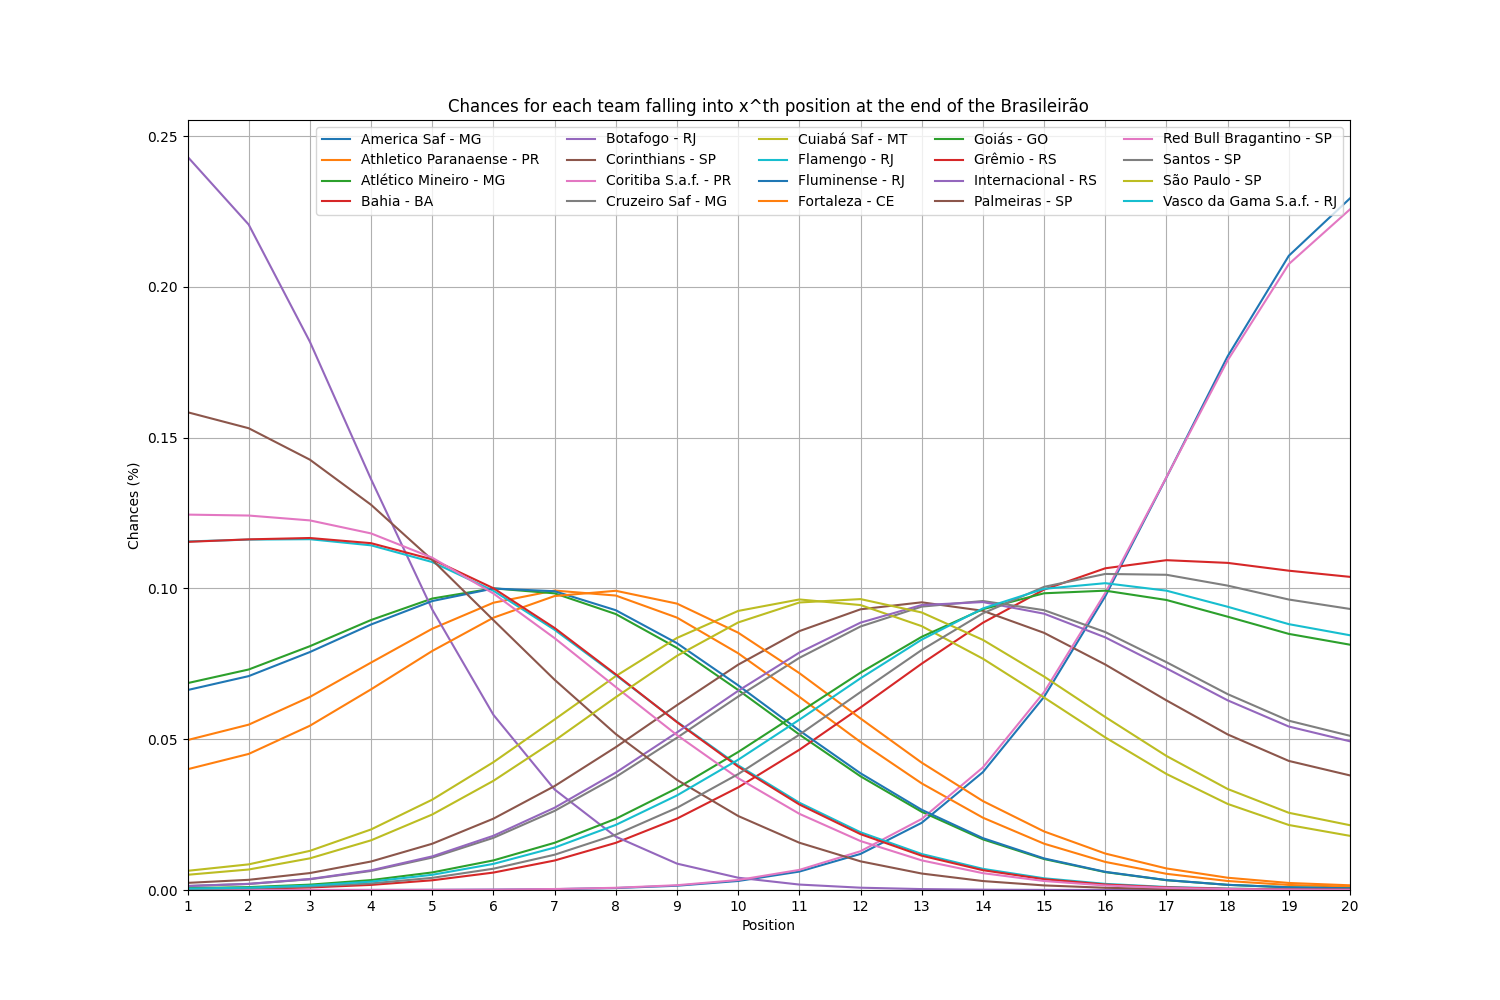 Chances for each team falling into x^th position at the end of the Brasileirão
America Saf - MG
Athletico Paranaense - PR
Atlético Mineiro - MG
Bahia - BA
Botafogo - RJ
Corinthians - SP
Coritiba S.a.f. - PR
Cruzeiro Saf - MG
Cuiabá Saf - MT
Flamengo - RJ
Fluminense - RJ
Fortaleza - CE
Goiás - GO
Grêmio - RS
Internacional - RS
Palmeiras - SP
Red Bull Bragantino - SP
Santos - SP
São Paulo - SP
Vasco da Gama S.a.f. - RJ
Chances (%)
0.25
0.20
0.15
0.10
0.05
0.00
1 2 3 4 5 6 7 8 9 10 11 12 13 14 15 16 17 18 19 20
Position